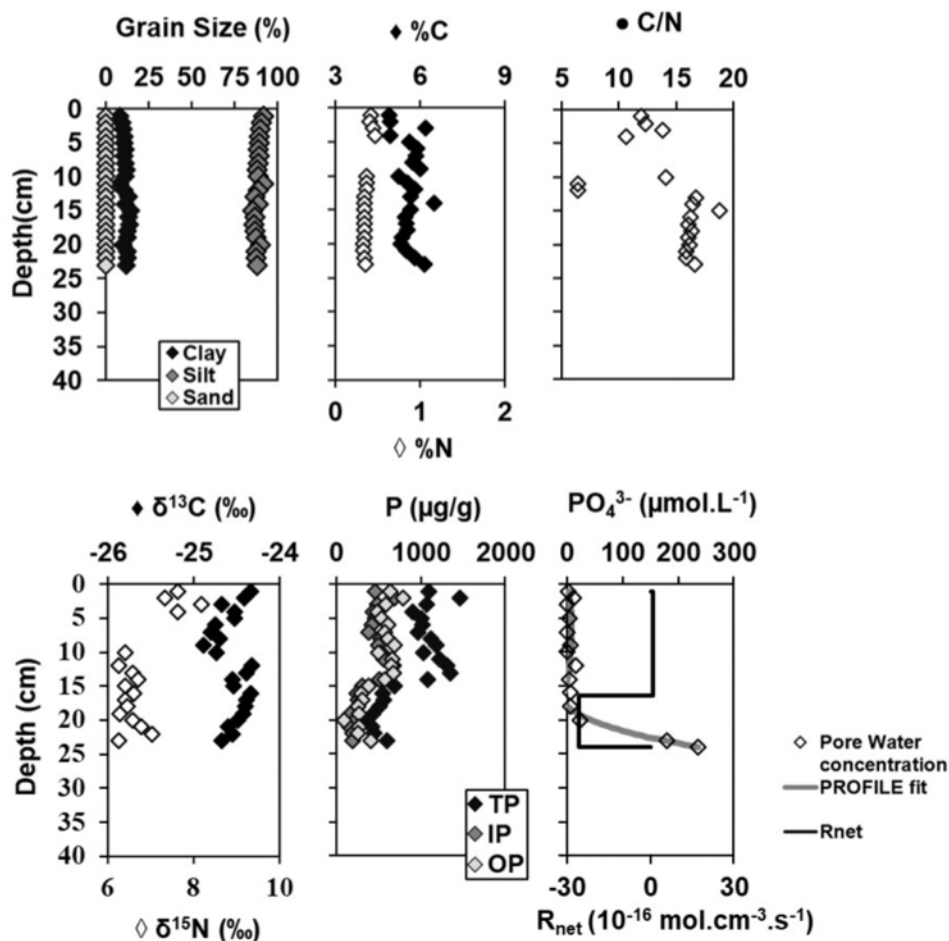 Grain Size (%)
♦ %C
● C/N
0 25 50 75 100
3 6 9
5 10 15 20
Depth(cm)
0
5
10
15
20
25
30
35
40
Clay
Silt
Sand
0 1 2
◇ %N
♦ δ¹³C (‰)
P (µg/g)
PO₄³⁻ (µmol.L⁻¹)
-26 -25 -24
0 1000 2000
0 100 200 300
Depth (cm)
0
5
10
15
20
25
30
35
40
TP
IP
OP
Pore Water
concentration
PROFILE fit
Rnet
6 8 10
-30 0 30
◇ δ¹⁵N (‰)
Rnet (10⁻¹⁶ mol.cm⁻³.s⁻¹)